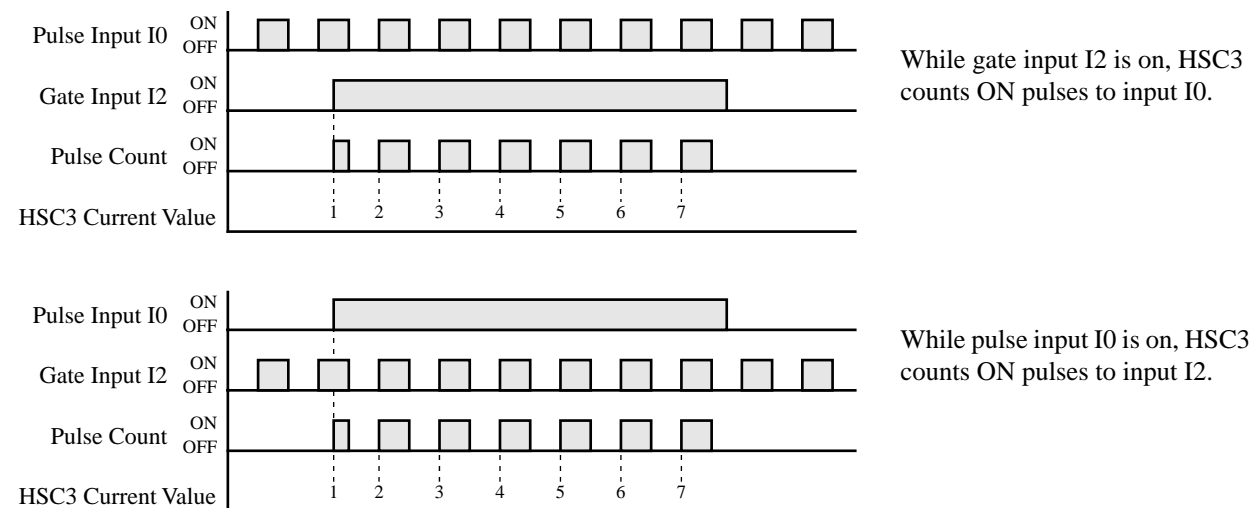 Pulse Input I0 ON
OFF
Gate Input I2 ON
OFF
Pulse Count ON
OFF
HSC3 Current Value 1 2 3 4 5 6 7
While gate input I2 is on, HSC3
counts ON pulses to input I0.
Pulse Input I0 ON
OFF
Gate Input I2 ON
OFF
Pulse Count ON
OFF
HSC3 Current Value 1 2 3 4 5 6 7
While pulse input I0 is on, HSC3
counts ON pulses to input I2.